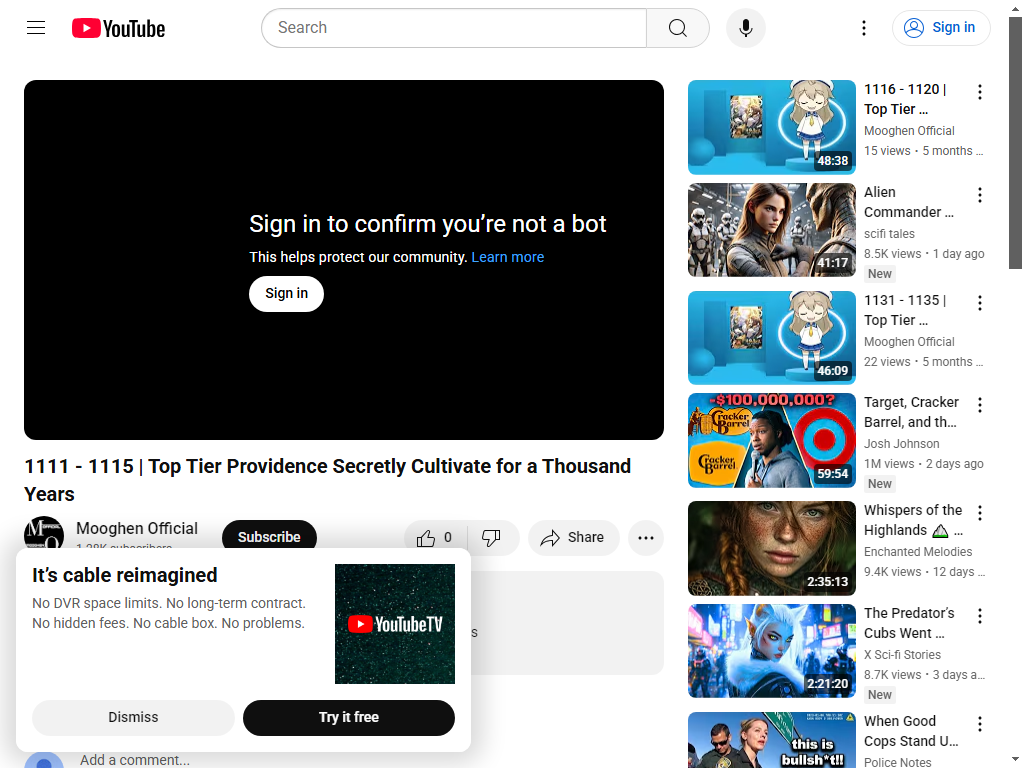 YouTube
Search
Sign in
Sign in to confirm you’re not a bot
This helps protect our community. Learn more
Sign in
1111 - 1115 | Top Tier Providence Secretly Cultivate for a Thousand
Years
Mooghen Official
Subscribe
0
Share
s
It’s cable reimagined
No DVR space limits. No long-term contract.
No hidden fees. No cable box. No problems.
YouTubeTV
Dismiss
Try it free
Add a comment...
48:38
1116 - 1120 |
Top Tier ...
Mooghen Official
15 views • 5 months ...
41:17
Alien
Commander ...
scifi tales
8.5K views • 1 day ago
New
46:09
1131 - 1135 |
Top Tier ...
Mooghen Official
22 views • 5 months ...
-$100,000,000?
Cracker Barrel
Cracker Barrel
59:54
Target, Cracker
Barrel, and th...
Josh Johnson
1M views • 2 days ago
New
2:35:13
Whispers of the
Highlands ...
Enchanted Melodies
9.4K views • 12 days ...
2:21:20
The Predator’s
Cubs Went ...
X Sci-fi Stories
8.7K views • 3 days a...
New
this is
bullsh*t!!
When Good
Cops Stand U...
Police Notes